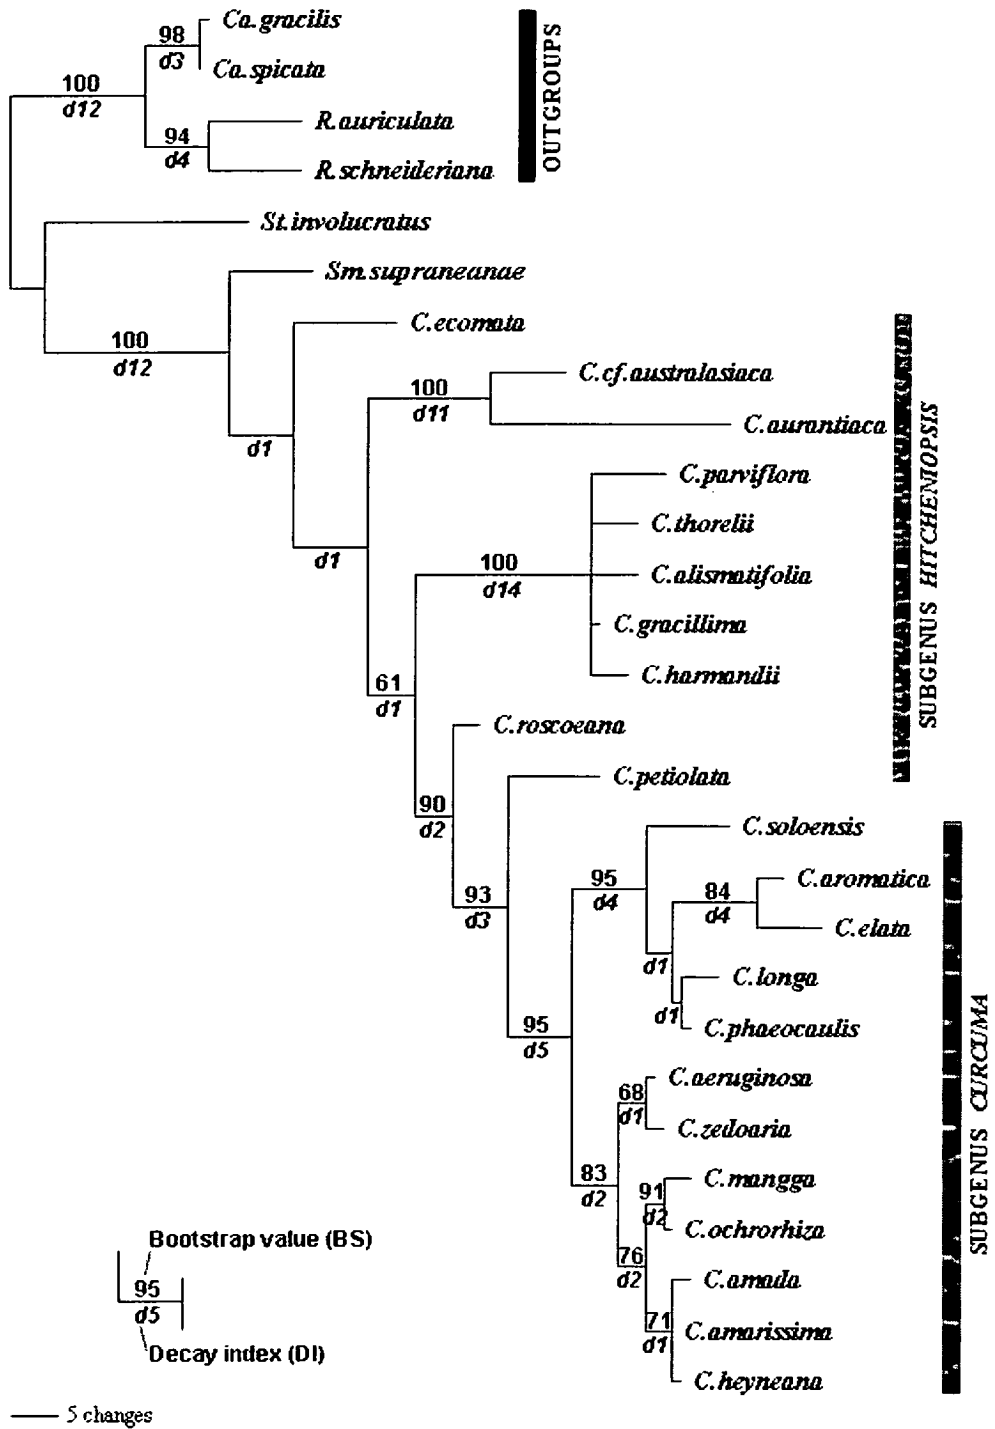 Ca.gracilis
98
d3
Ca.spicata
100
d12
R.auriculata
94
d4
R.schneideriana
OUTGROUPS
St.involucratus
Sm.supraneanae
100
d12
C.ecomata
d1
C.cf.australasiaca
100
d11
C.aurantiaca
C.parviflora
C.thorelii
d1
100
d14
C.alismatifolia
C.gracillima
C.harmandii
61
d1
SUBGENUS HITCHENIOPSIS
C.roscoeana
C.petiolata
90
d2
C.soloensis
95
d4
C.aromatica
84
d4
93
d3
C.elata
d1
C.longa
d1
C.phaeocaulis
95
d5
C.aeruginosa
68
d1
C.zedoaria
83
d2
C.mangga
91
d2
C.ochrorhiza
76
d2
C.amada
71
d1
C.amarissima
C.heyneana
SUBGENUS CURCUMA
Bootstrap value (BS)
95
d5
Decay index (DI)
5 changes